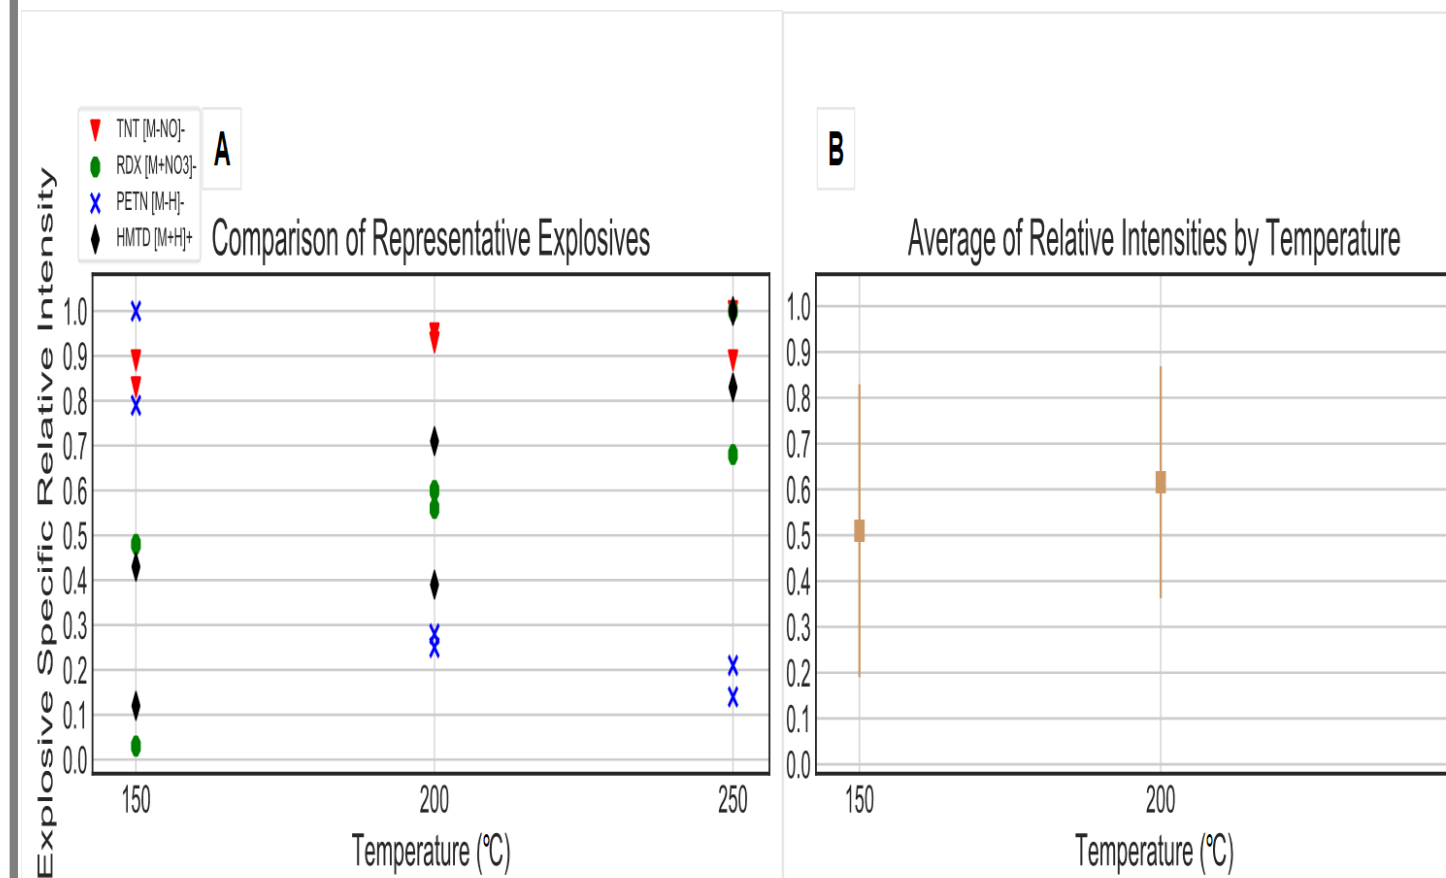 TNT [M-NO]-
RDX [M+NO3]-
PETN [M-H]-
HMTD [M+H]+
A
Comparison of Representative Explosives
Explosive Specific Relative Intensity
1.0
0.9
0.8
0.7
0.6
0.5
0.4
0.3
0.2
0.1
0.0
150
200
250
Temperature (°C)
B
Average of Relative Intensities by Temperature
1.0
0.9
0.8
0.7
0.6
0.5
0.4
0.3
0.2
0.1
0.0
150
200
Temperature (°C)